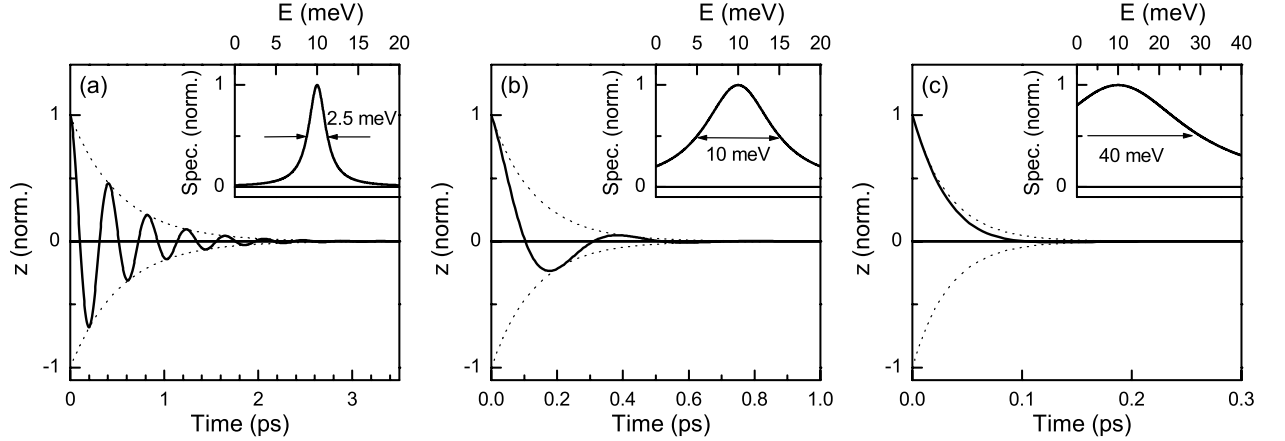 E (meV)
0 5 10 15 20
(a)
Spec. (norm.)
1
0
2.5 meV
z (norm.)
1
0
-1
0 1 2 3
Time (ps)
E (meV)
0 5 10 15 20
(b)
Spec. (norm.)
1
0
10 meV
z (norm.)
1
0
-1
0.0 0.2 0.4 0.6 0.8 1.0
Time (ps)
E (meV)
0 10 20 30 40
(c)
Spec. (norm.)
1
0
40 meV
z (norm.)
1
0
-1
0.0 0.1 0.2 0.3
Time (ps)